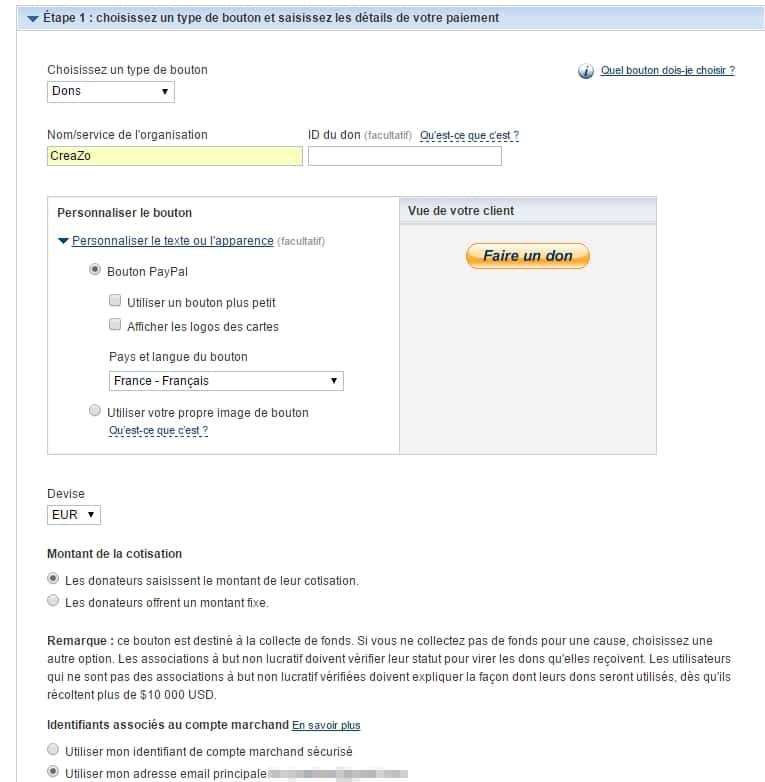 Étape 1 : choisissez un type de bouton et saisissez les détails de votre paiement
Choisissez un type de bouton
Quel bouton dois-je choisir ?
Dons
Nom/service de l'organisation
ID du don (facultatif) Qu'est-ce que c'est ?
CreaZo
Personnaliser le bouton
Vue de votre client
Personnaliser le texte ou l'apparence (facultatif)
Faire un don
Bouton PayPal
Utiliser un bouton plus petit
Afficher les logos des cartes
Pays et langue du bouton
France - Français
Utiliser votre propre image de bouton
Qu'est-ce que c'est ?
Devise
EUR
Montant de la cotisation
Les donateurs saisissent le montant de leur cotisation.
Les donateurs offrent un montant fixe.
Remarque : ce bouton est destiné à la collecte de fonds. Si vous ne collectez pas de fonds pour une cause, choisissez une
autre option. Les associations à but non lucratif doivent vérifier leur statut pour virer les dons qu'elles reçoivent. Les utilisateurs
qui ne sont pas des associations à but non lucratif vérifiées doivent expliquer la façon dont leurs dons seront utilisés, dès qu'ils
récoltent plus de $10 000 USD.
Identifiants associés au compte marchand En savoir plus
Utiliser mon identifiant de compte marchand sécurisé
Utiliser mon adresse email principale